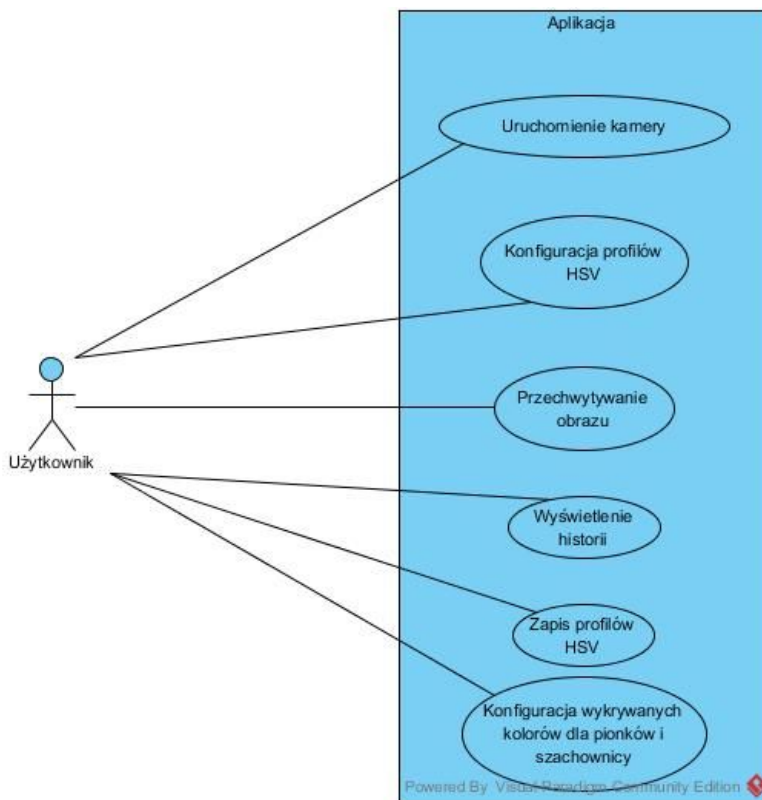 Aplikacja
Uruchomienie kamery
Konfiguracja profilów
HSV
Przechwytywanie
obrazu
Użytkownik
Wyświetlenie
historii
Zapis profilów
HSV
Konfiguracja wykrywanych
kolorów dla pionków i
szachownicy
Powered By Visual Paradigm Community Edition